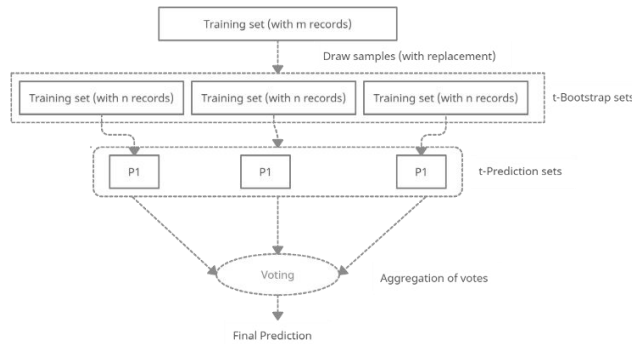 Training set (with m records)
Draw samples (with replacement)
Training set (with n records) Training set (with n records) Training set (with n records) t-Bootstrap sets
P1 P1 P1 t-Prediction sets
Voting Aggregation of votes
Final Prediction